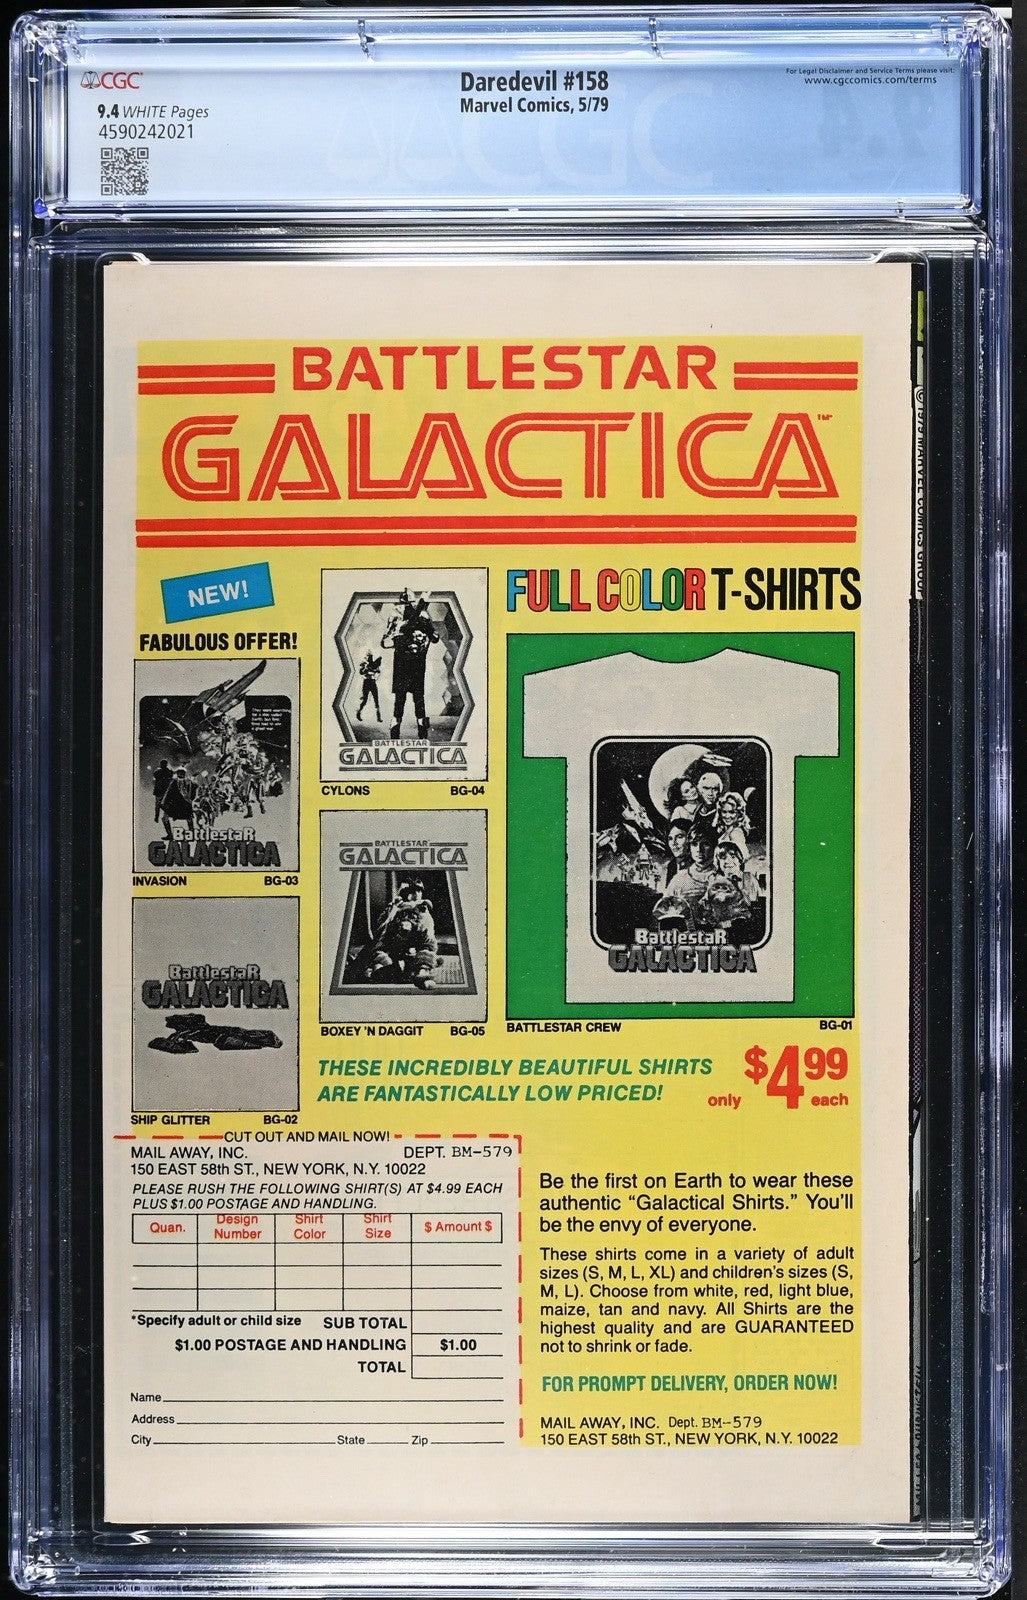 CGC
Daredevil #158
Marvel Comics, 5/79
For Legal Disclaimer and Service Terms please visit:
www.cgccomics.com/terms
9.4 WHITE Pages
4590242021
BATTLESTAR
GALACTICA™
NEW!
FABULOUS OFFER!
FULL COLOR T-SHIRTS
BattlestaR
GALACTICA
INVASION BG-03
BATTLESTAR
GALACTICA
CYLONS BG-04
BattlestaR
GALACTICA
SHIP GLITTER BG-02
BATTLESTAR
GALACTICA
BOXEY 'N DAGGIT BG-05
BattlestaR
GALACTICA
BATTLESTAR CREW BG-01
THESE INCREDIBLY BEAUTIFUL SHIRTS
ARE FANTASTICALLY LOW PRICED!
only $4.99 each
CUT OUT AND MAIL NOW!
MAIL AWAY, INC. DEPT. BM-579
150 EAST 58th ST., NEW YORK, N.Y. 10022
PLEASE RUSH THE FOLLOWING SHIRT(S) AT $4.99 EACH
PLUS $1.00 POSTAGE AND HANDLING.
Quan. Design Number Shirt Color Shirt Size $ Amount $
*Specify adult or child size SUB TOTAL
$1.00 POSTAGE AND HANDLING $1.00
TOTAL
Name
Address
City State Zip
Be the first on Earth to wear these
authentic "Galactical Shirts." You'll
be the envy of everyone.
These shirts come in a variety of adult
sizes (S, M, L, XL) and children's sizes (S,
M, L). Choose from white, red, light blue,
maize, tan and navy. All Shirts are the
highest quality and are GUARANTEED
not to shrink or fade.
FOR PROMPT DELIVERY, ORDER NOW!
MAIL AWAY, INC. Dept. BM-579
150 EAST 58th ST., NEW YORK, N.Y. 10022
© 1979 MARVEL COMICS GROUP